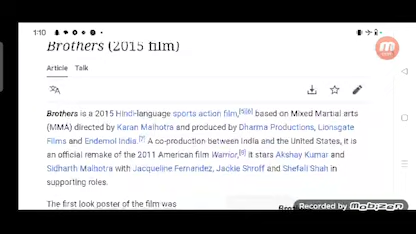 1:10
Brothers (2015 film)
Article Talk
Brothers is a 2015 Hindi-language sports action film,[5][6] based on Mixed Martial arts
(MMA) directed by Karan Malhotra and produced by Dharma Productions, Lionsgate
Films and Endemol India.[7] A co-production between India and the United States, it is
an official remake of the 2011 American film Warrior,[8] it stars Akshay Kumar and
Sidharth Malhotra with Jacqueline Fernandez, Jackie Shroff and Shefali Shah in
supporting roles.
The first look poster of the film was
Recorded by mobizen